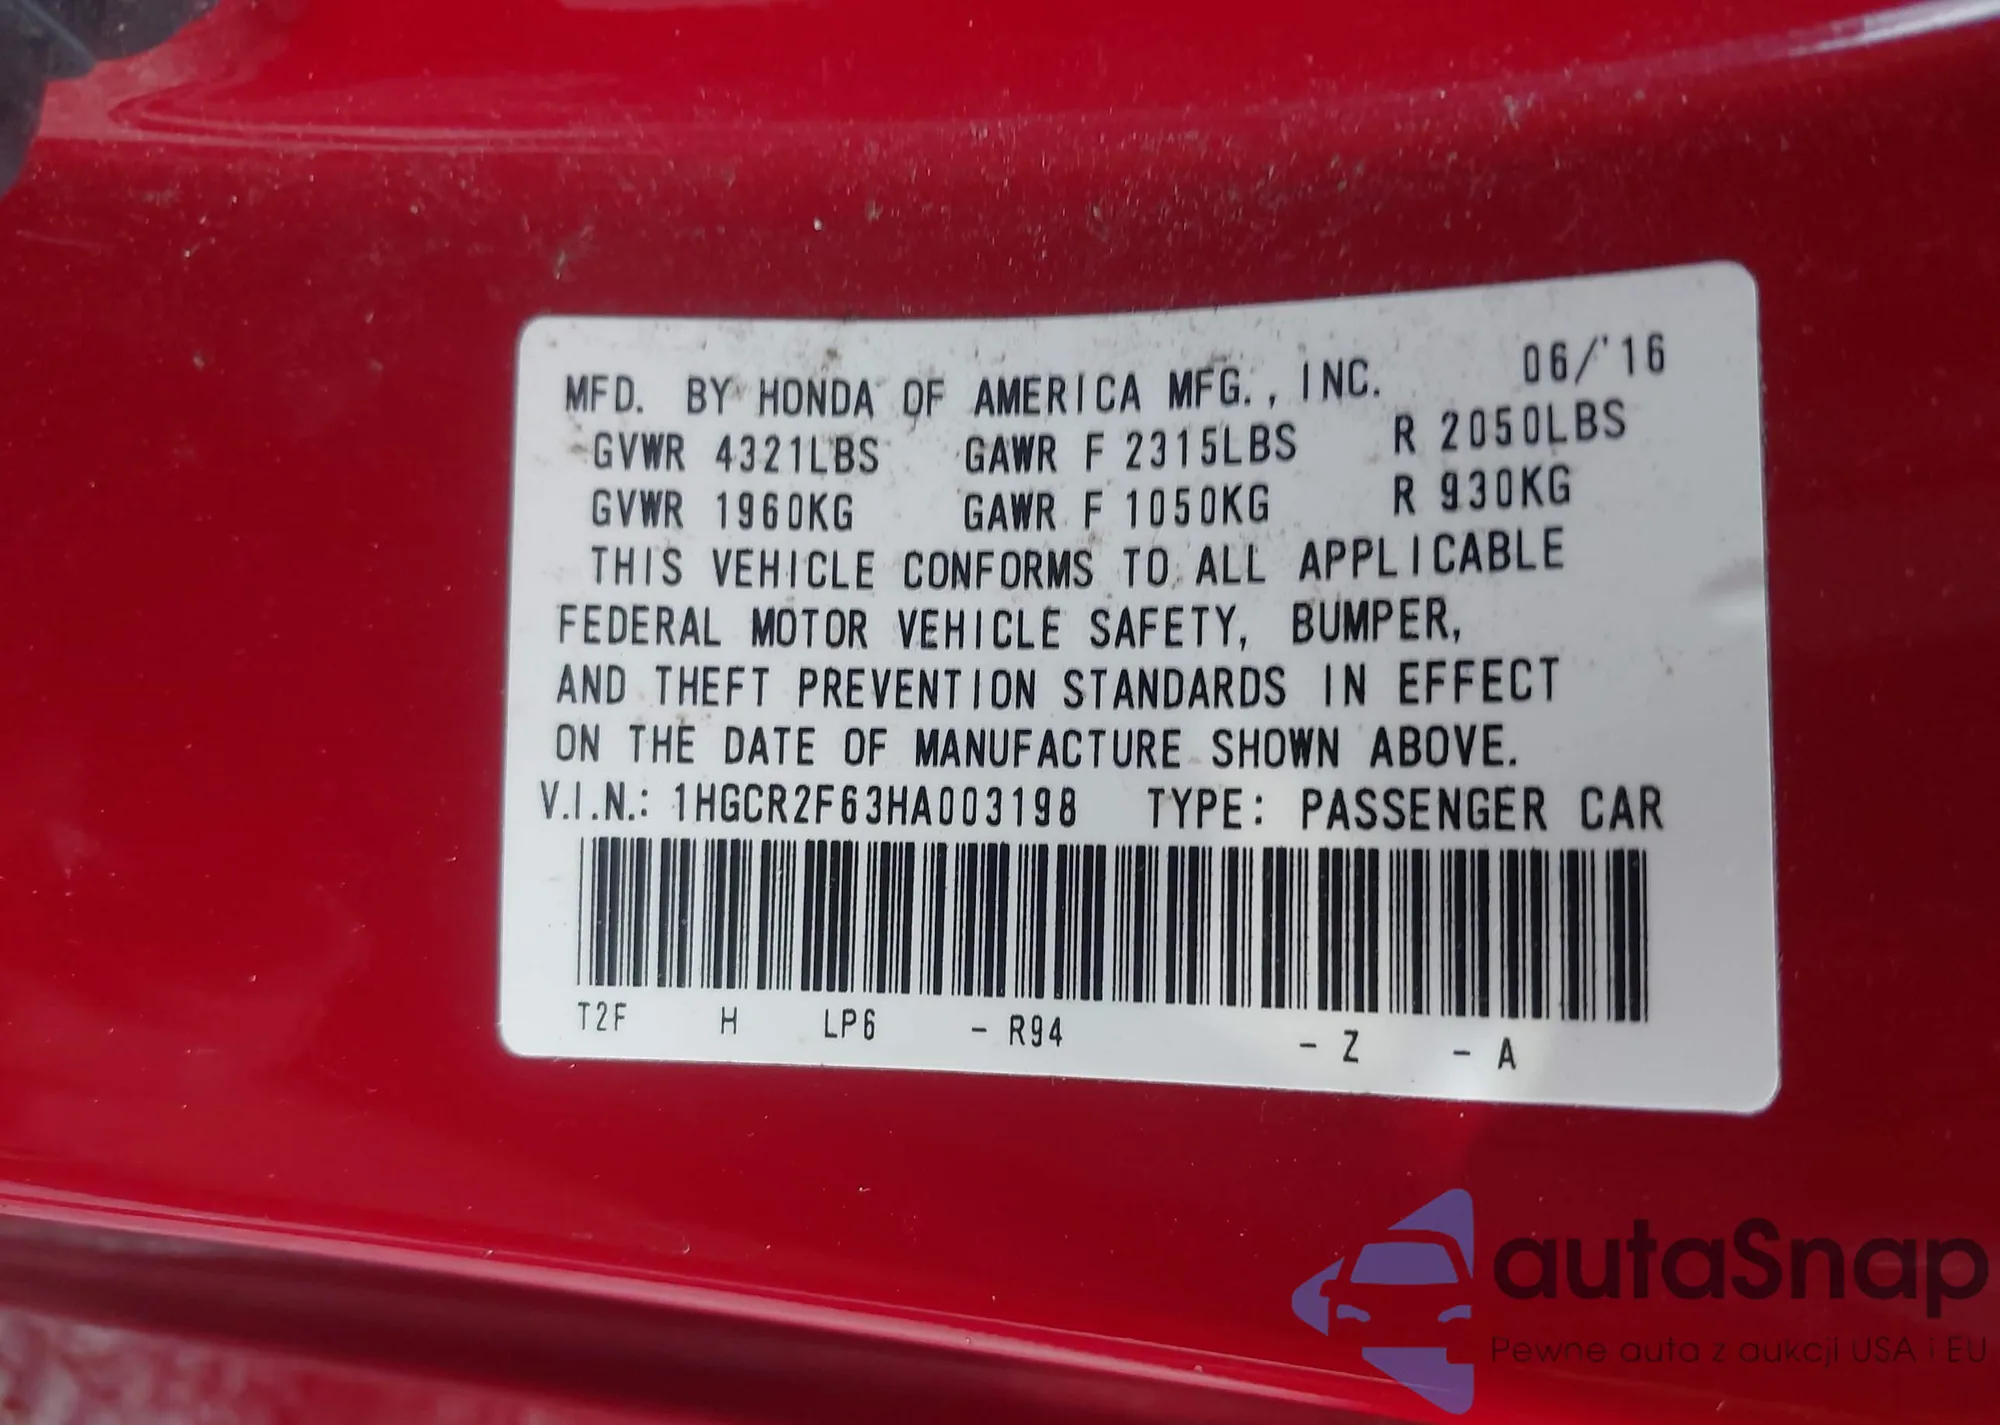 MFD. BY HONDA OF AMERICA MFG., INC. 06/'16
GVWR 4321LBS GAWR F 2315LBS R 2050LBS
GVWR 1960KG GAWR F 1050KG R 930KG
THIS VEHICLE CONFORMS TO ALL APPLICABLE
FEDERAL MOTOR VEHICLE SAFETY, BUMPER,
AND THEFT PREVENTION STANDARDS IN EFFECT
ON THE DATE OF MANUFACTURE SHOWN ABOVE.
V.I.N.: 1HGCR2F63HA003198 TYPE: PASSENGER CAR
T2F H LP6 - R94 - Z - A
autaSnap
Pewne auta z aukcji USA i EU